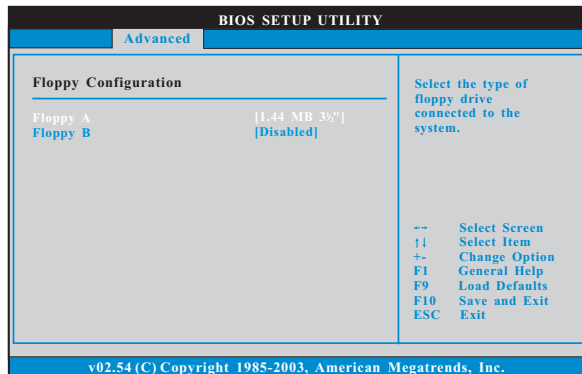 BIOS SETUP UTILITY
Advanced
Floppy Configuration
Floppy A [1.44 MB 3½"]
Floppy B [Disabled]
Select the type of
floppy drive
connected to the
system.
←→ Select Screen
↑↓ Select Item
+- Change Option
F1 General Help
F9 Load Defaults
F10 Save and Exit
ESC Exit
v02.54 (C) Copyright 1985-2003, American Megatrends, Inc.